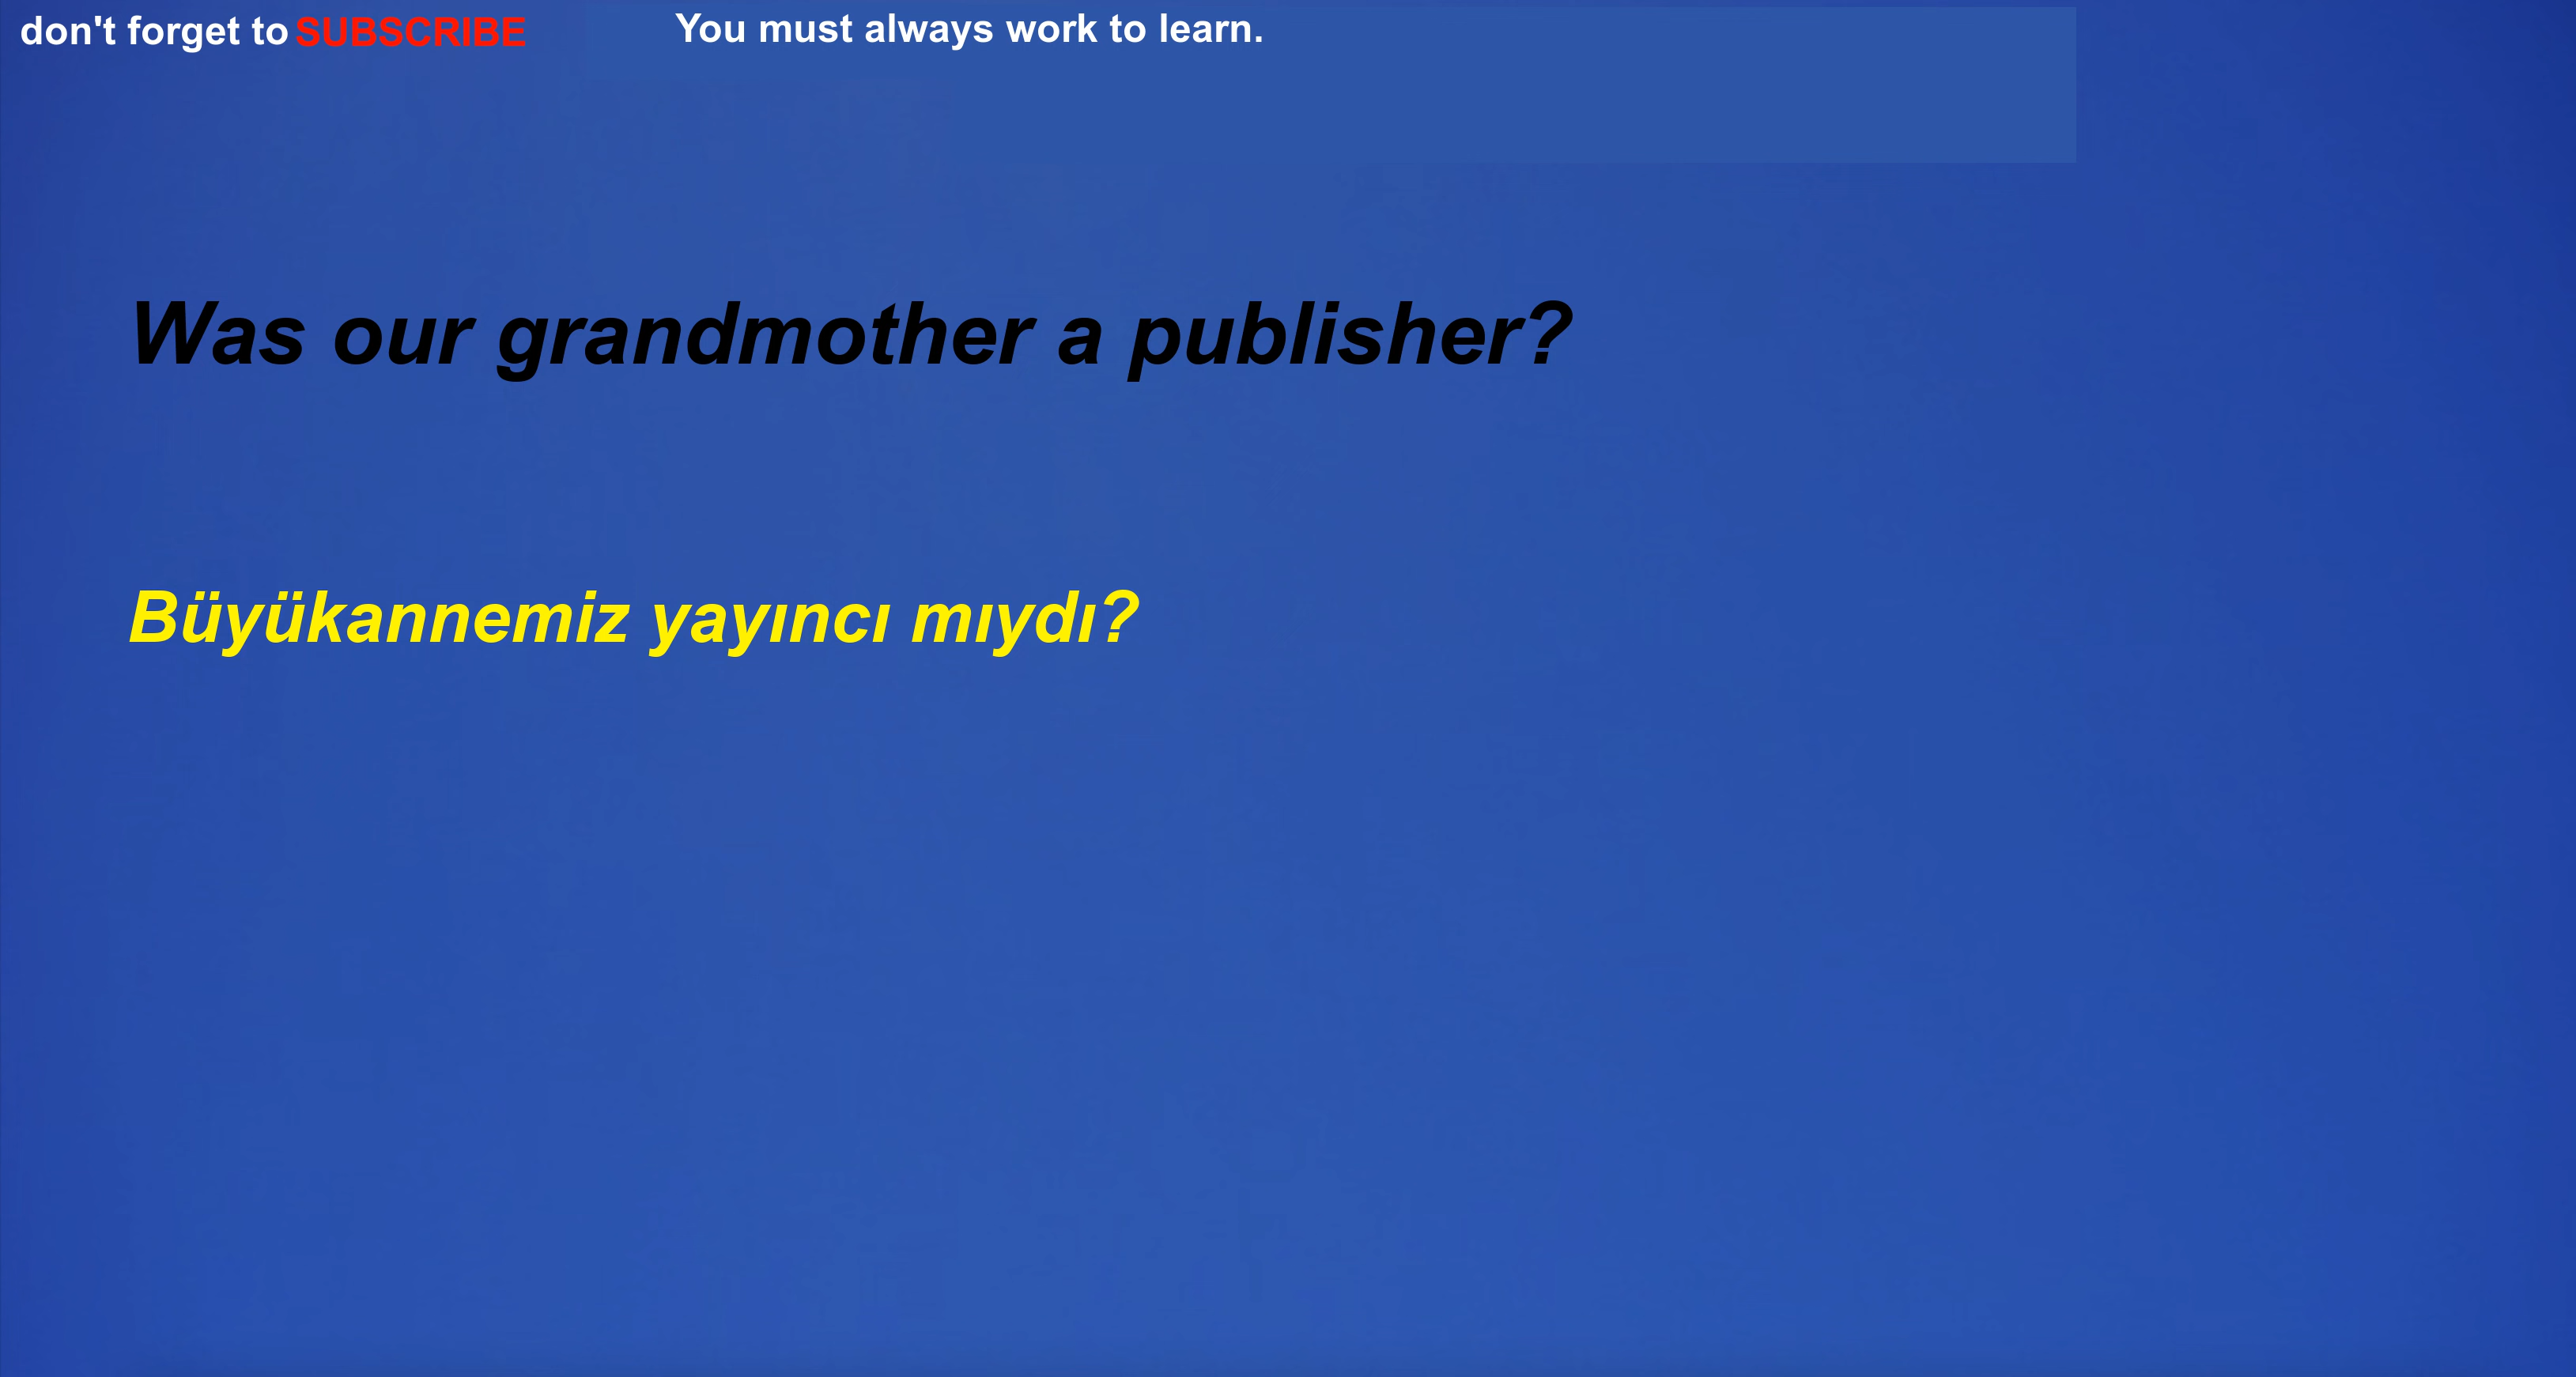 don't forget to SUBSCRIBE
You must always work to learn.
Was our grandmother a publisher?
Büyükannemiz yayıncı mıydı?